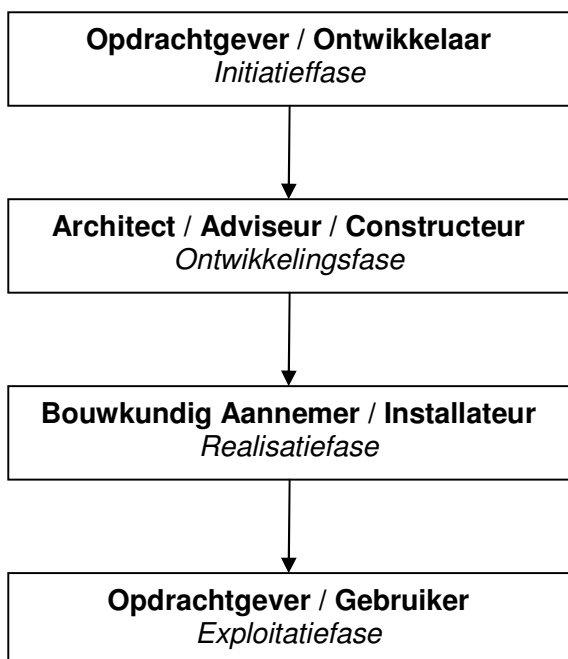 Opdrachtgever / Ontwikkelaar
Initiatieffase
Architect / Adviseur / Constructeur
Ontwikkelingsfase
Bouwkundig Aannemer / Installateur
Realisatiefase
Opdrachtgever / Gebruiker
Exploitatiefase